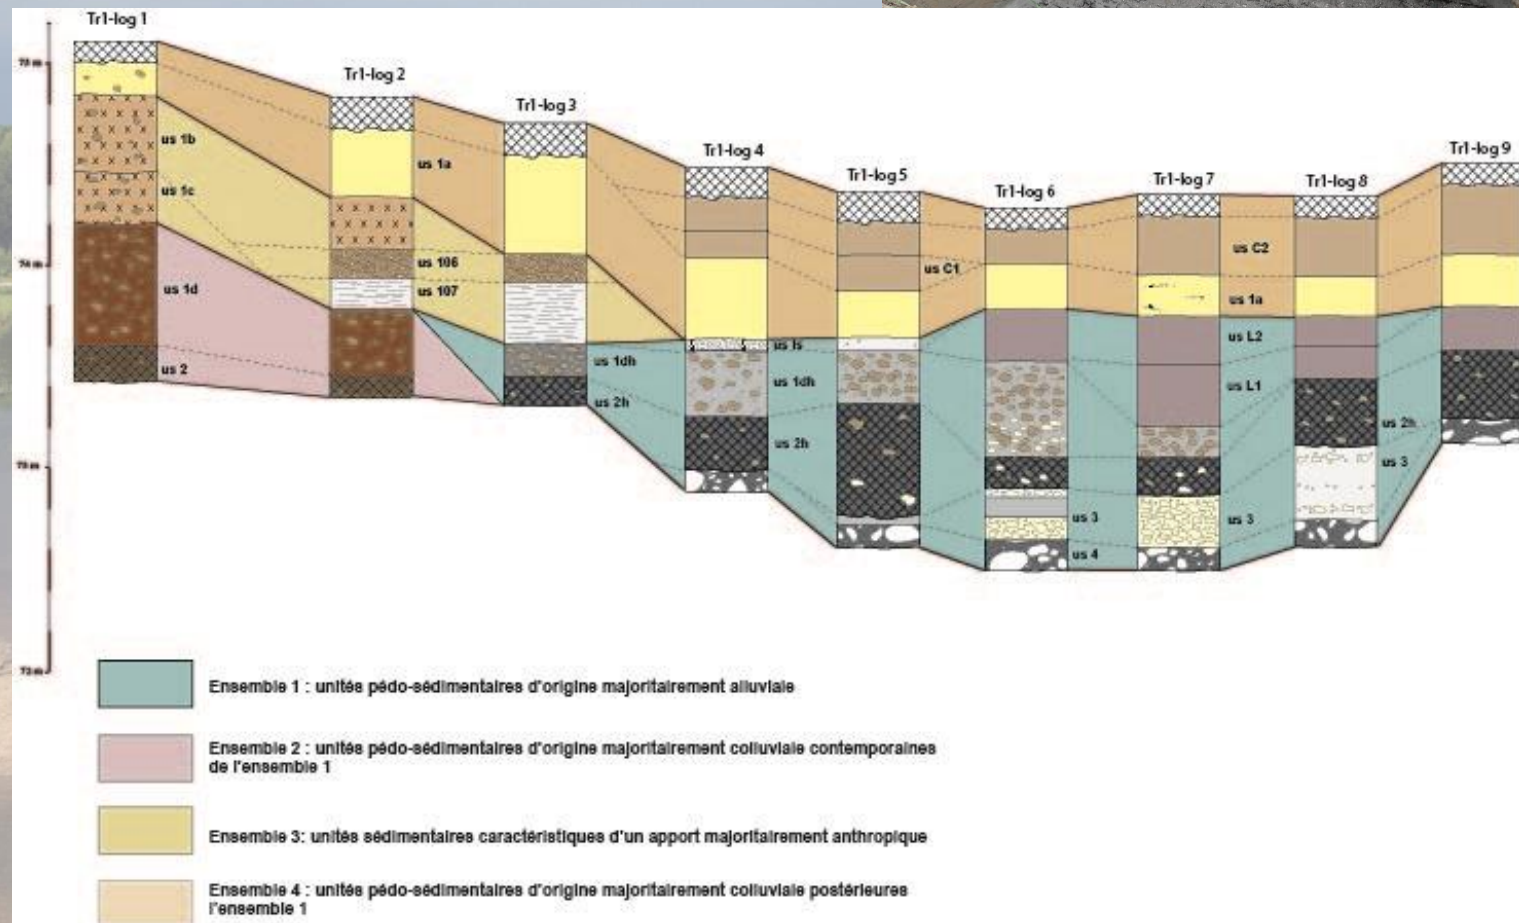 Tr1-log 1
Tr1-log 2
Tr1-log 3
Tr1-log 4
Tr1-log 5
Tr1-log 6
Tr1-log 7
Tr1-log 8
Tr1-log 9
us 1b
us 1c
us 1d
us 2
us 1a
us 106
us 107
us 1dh
us 2h
us ls
us 1dh
us 2h
us C1
us 3
us 4
us C2
us 1a
us L2
us L1
us 3
us 2h
us 3
Ensemble 1 : unités pédo-sédimentaires d'origine majoritairement alluviale
Ensemble 2 : unités pédo-sédimentaires d'origine majoritairement colluviale contemporaines
de l'ensemble 1
Ensemble 3: unités sédimentaires caractéristiques d'un apport majoritairement anthropique
Ensemble 4 : unités pédo-sédimentaires d'origine majoritairement colluviale postérieures
l'ensemble 1